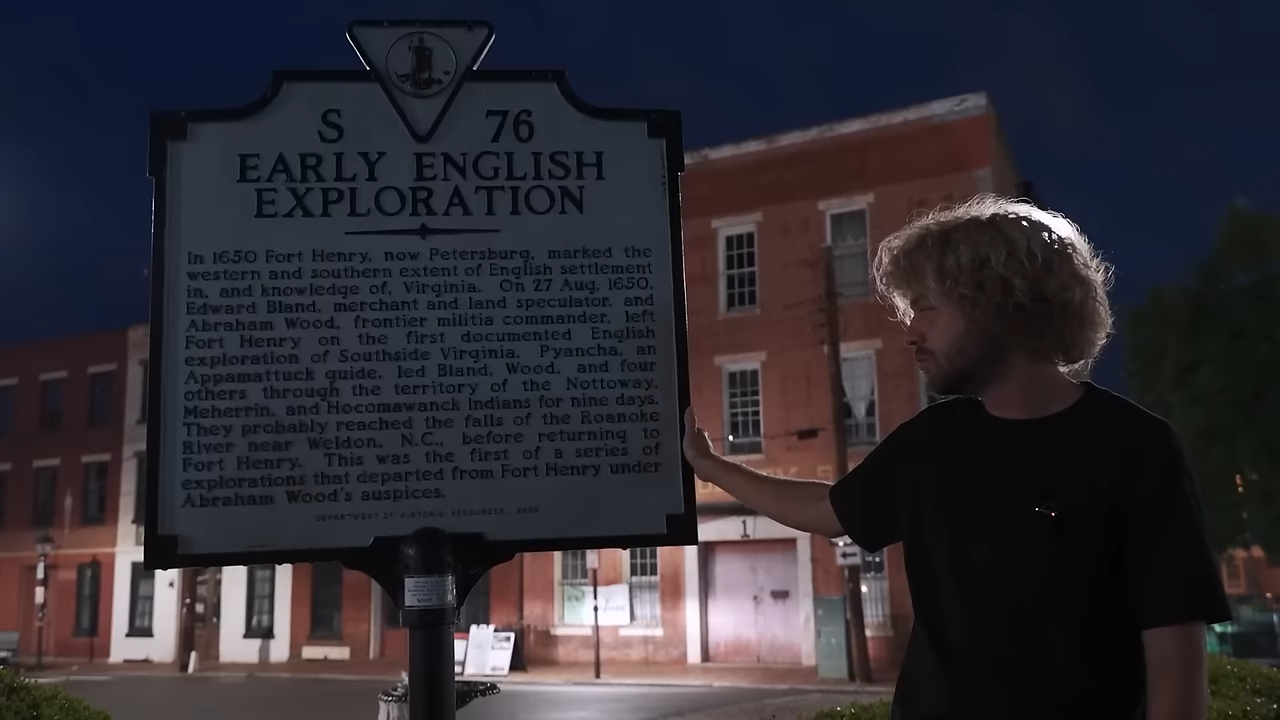 S 76
EARLY ENGLISH
EXPLORATION
In 1650 Fort Henry, now Petersburg, marked the
western and southern extent of English settlement
in, and knowledge of, Virginia. On 27 Aug. 1650,
Edward Bland, merchant and land speculator, and
Abraham Wood, frontier militia commander, left
Fort Henry on the first documented English
exploration of Southside Virginia. Pyancha, an
Appamattuck guide, led Bland, Wood, and four
others through the territory of the Nottoway,
Meherrin, and Hocomawanck Indians for nine days.
They probably reached the falls of the Roanoke
River near Weldon, N.C., before returning to
Fort Henry. This was the first of a series of
explorations that departed from Fort Henry under
Abraham Wood's auspices.
DEPARTMENT OF HISTORIC RESOURCES, 2002
1